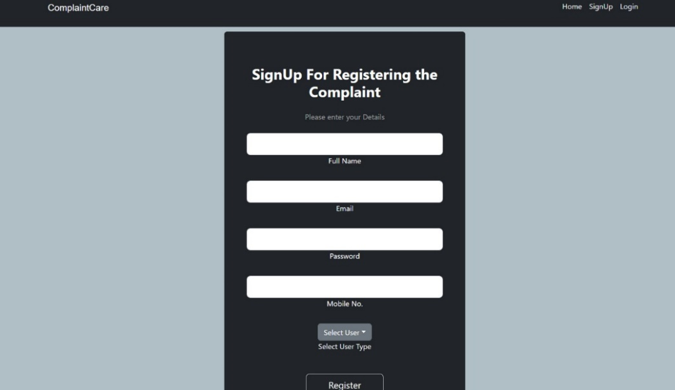 ComplaintCare
Home SignUp Login
SignUp For Registering the
Complaint
Please enter your Details
Full Name
Email
Password
Mobile No.
Select User
Select User Type
Register